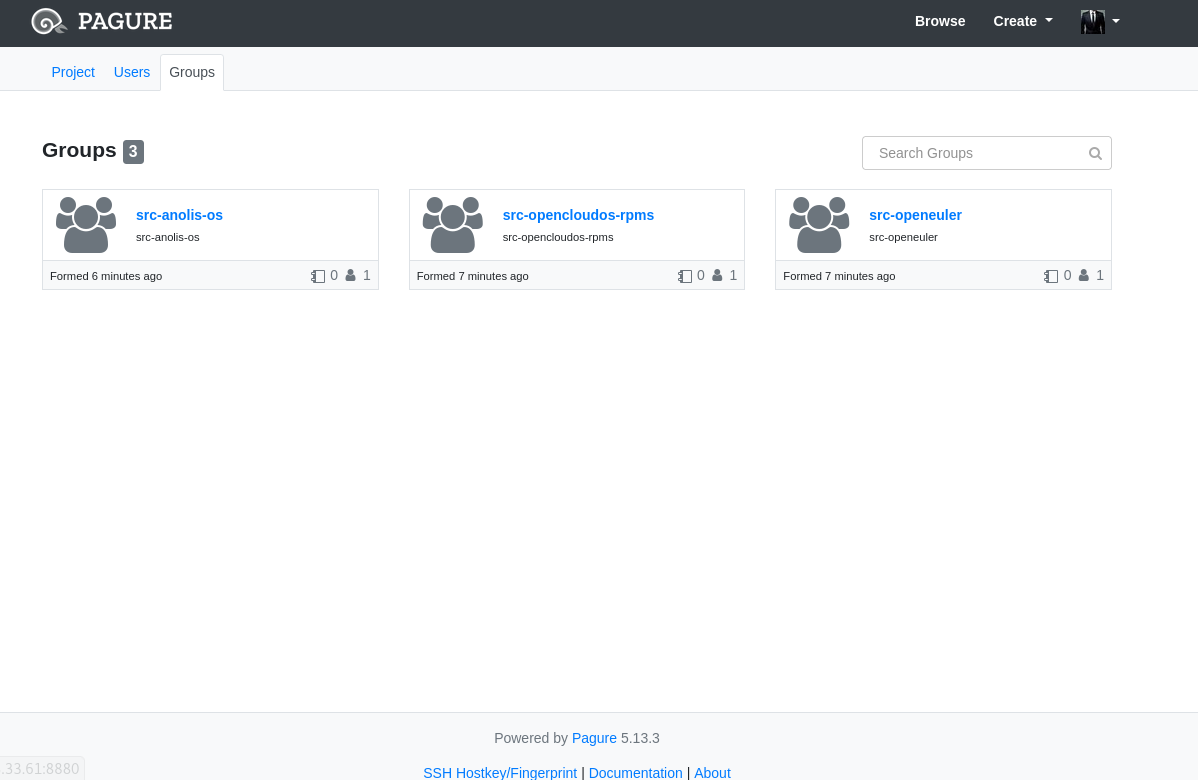 PAGURE Browse Create
Project Users Groups
Groups 3 Search Groups
src-anolis-os
src-anolis-os
Formed 6 minutes ago 0 1
src-opencloudos-rpms
src-opencloudos-rpms
Formed 7 minutes ago 0 1
src-openeuler
src-openeuler
Formed 7 minutes ago 0 1
Powered by Pagure 5.13.3
.33.61:8880
SSH Hostkey/Fingerprint | Documentation | About